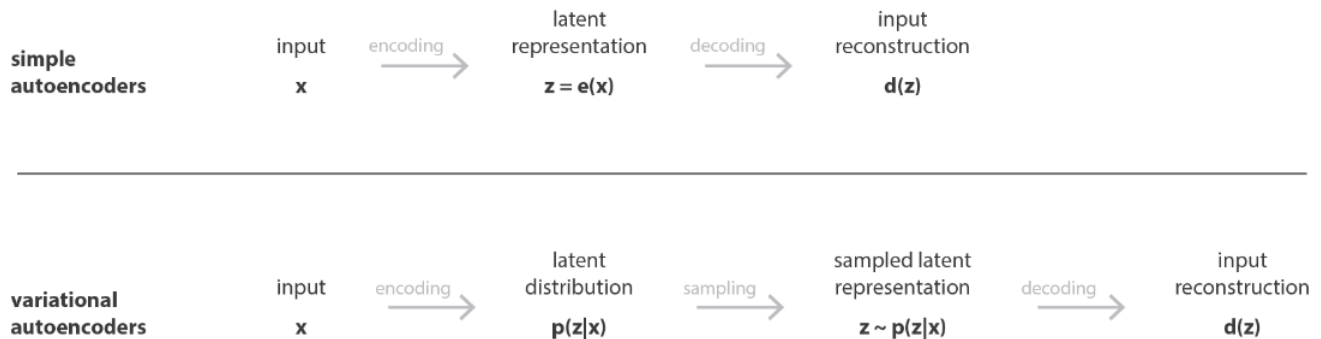 simple
autoencoders
input
x
encoding
latent
representation
z = e(x)
decoding
input
reconstruction
d(z)
variational
autoencoders
input
x
encoding
latent
distribution
p(z|x)
sampling
sampled latent
representation
z ~ p(z|x)
decoding
input
reconstruction
d(z)